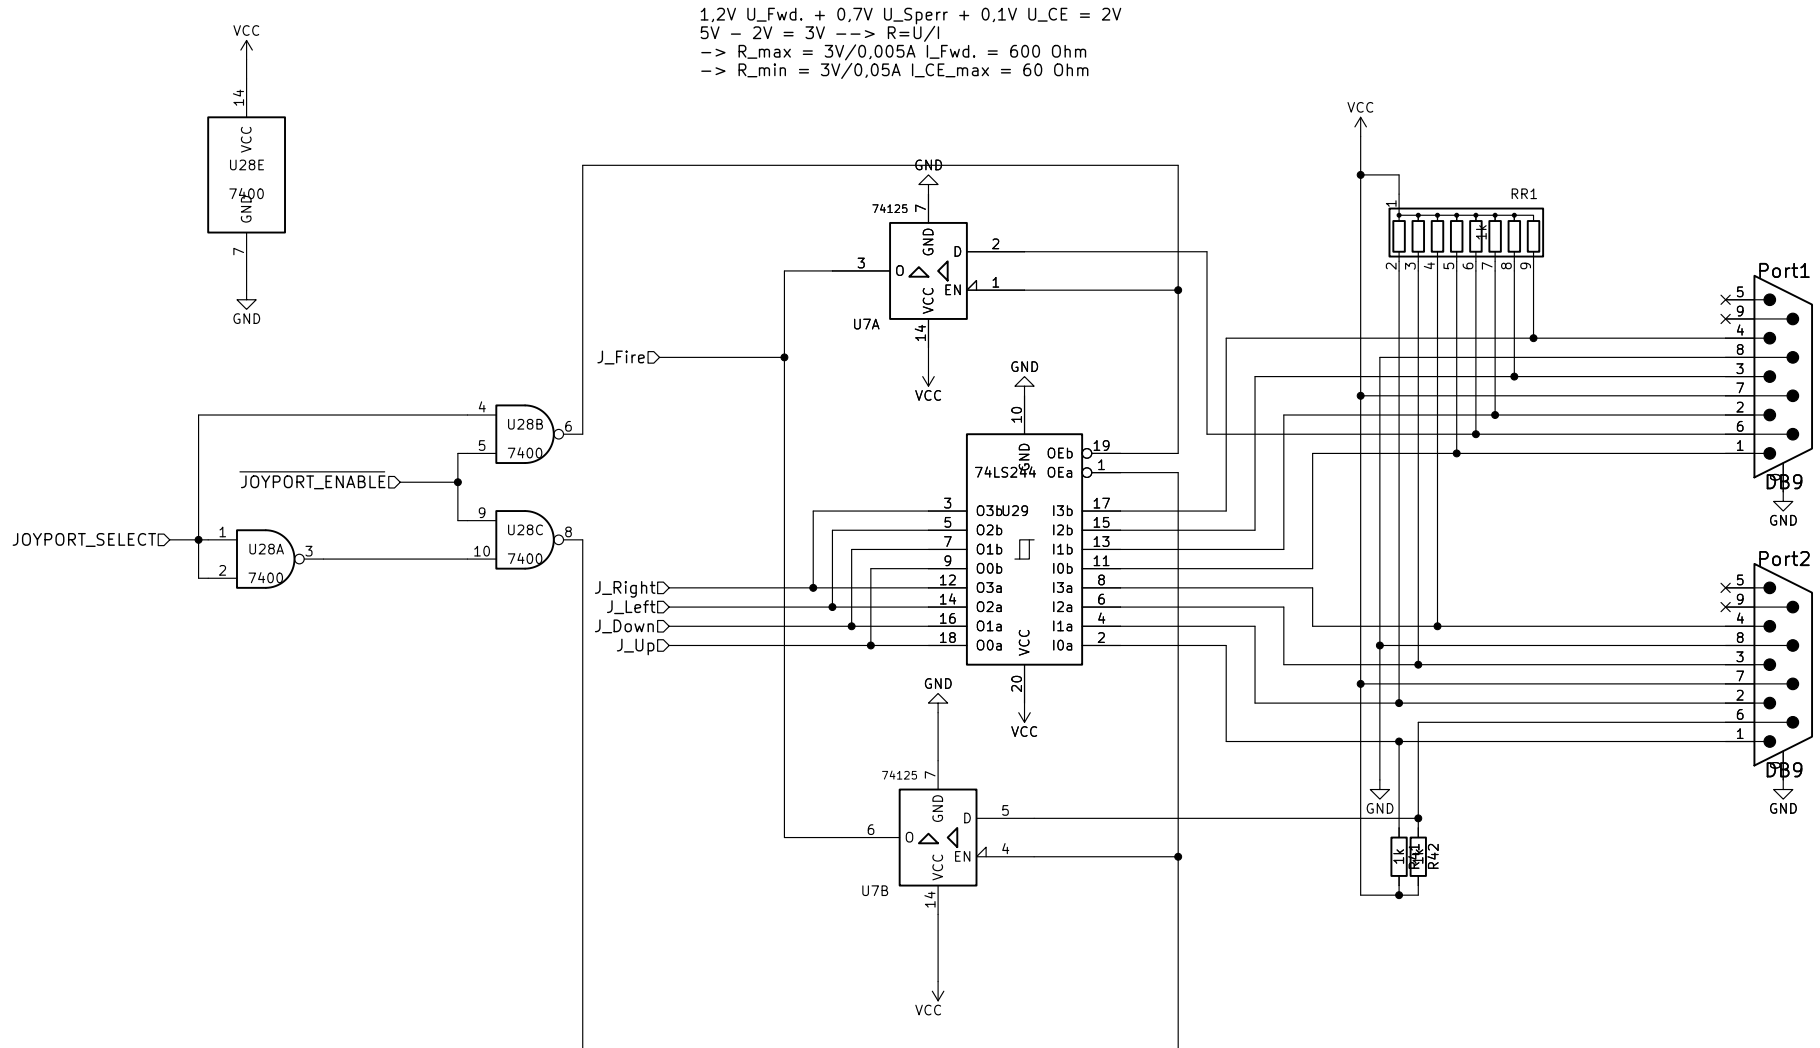 1,2V U_Fwd. + 0,7V U_Sperr + 0,1V U_CE = 2V
5V - 2V = 3V --> R=U/I
-> R_max = 3V/0,005A I_Fwd. = 600 Ohm
-> R_min = 3V/0,05A I_CE_max = 60 Ohm
VCC
14
VCC
U28E
7400
GND
7
GND
GND
74125
7
GND
D
2
3
O
EN
1
VCC
U7A
14
VCC
J_Fire
VCC
1
RR1
1k
2
3
4
5
6
7
8
9
Port1
5
9
4
8
3
7
2
6
1
DB9
GND
4
U28B
6
5
7400
JOYPORT_ENABLE
9
U28C
8
10
7400
JOYPORT_SELECT
1
U28A
3
2
7400
GND
10
GND
OEb
19
74LS244
OEa
1
3
O3b
U29
I3b
17
5
O2b
I2b
15
7
O1b
I1b
13
9
O0b
I0b
11
J_Right
12
O3a
I3a
8
J_Left
14
O2a
I2a
6
J_Down
16
O1a
I1a
4
J_Up
18
O0a
VCC
I0a
2
20
VCC
Port2
5
9
4
8
3
7
2
6
1
DB9
GND
GND
74125
7
GND
D
5
6
O
EN
4
VCC
U7B
14
VCC
GND
1k
R41
1k
R42